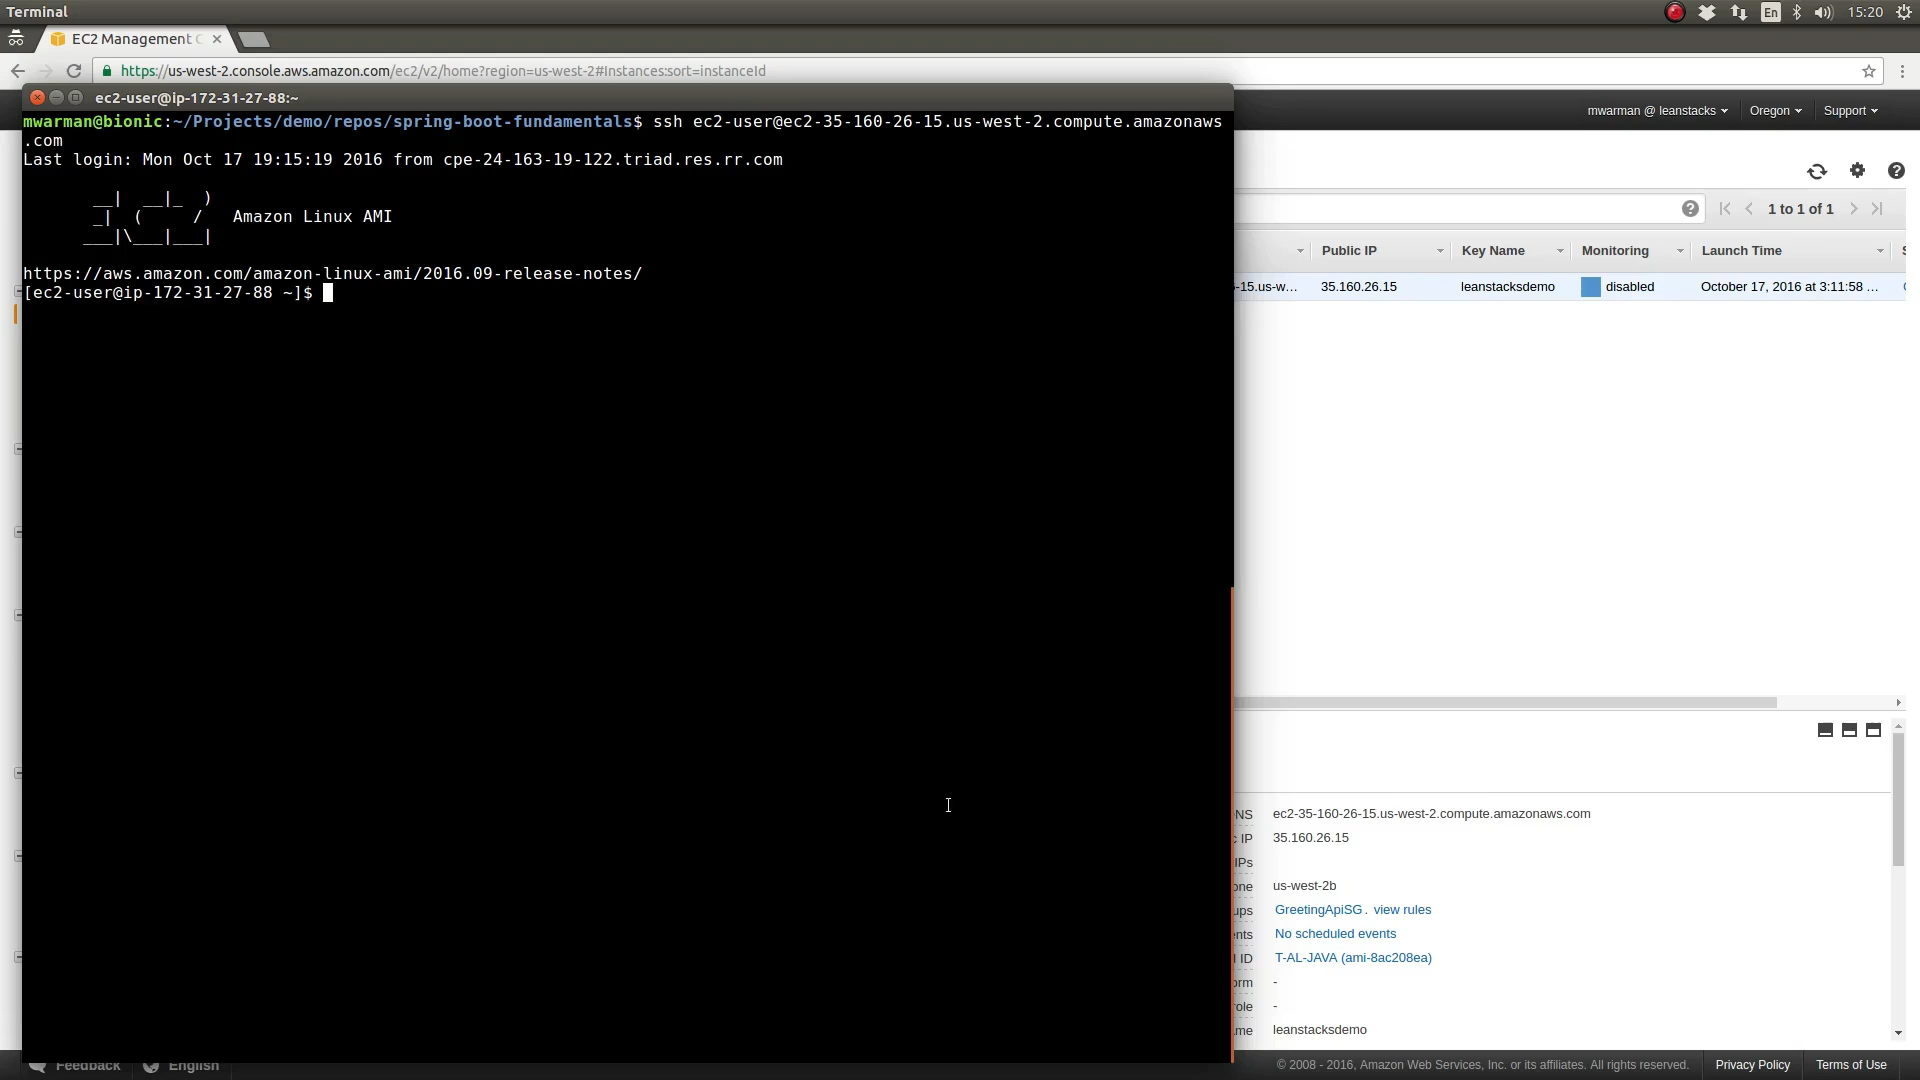 Terminal
En
15:20
EC2 Management C
https://us-west-2.console.aws.amazon.com/ec2/v2/home?region=us-west-2#Instances:sort=instanceId
ec2-user@ip-172-31-27-88:~
mwarman @ leanstacks
Oregon
Support
mwarman@bionic:~/Projects/demo/repos/spring-boot-fundamentals$ ssh ec2-user@ec2-35-160-26-15.us-west-2.compute.amazonaws
.com
Last login: Mon Oct 17 19:15:19 2016 from cpe-24-163-19-122.triad.res.rr.com
__|  __|_  )
_|  (     /   Amazon Linux AMI
___|\___|___|
https://aws.amazon.com/amazon-linux-ami/2016.09-release-notes/
[ec2-user@ip-172-31-27-88 ~]$
1 to 1 of 1
Public IP
Key Name
Monitoring
Launch Time
-15.us-w...
35.160.26.15
leanstacksdemo
disabled
October 17, 2016 at 3:11:58 ...
NS
ec2-35-160-26-15.us-west-2.compute.amazonaws.com
c IP
35.160.26.15
IPs
one
us-west-2b
ups
GreetingApiSG . view rules
ents
No scheduled events
I ID
T-AL-JAVA (ami-8ac208ea)
orm
-
role
-
me
leanstacksdemo
Feedback
English
© 2008 - 2016, Amazon Web Services, Inc. or its affiliates. All rights reserved.
Privacy Policy
Terms of Use